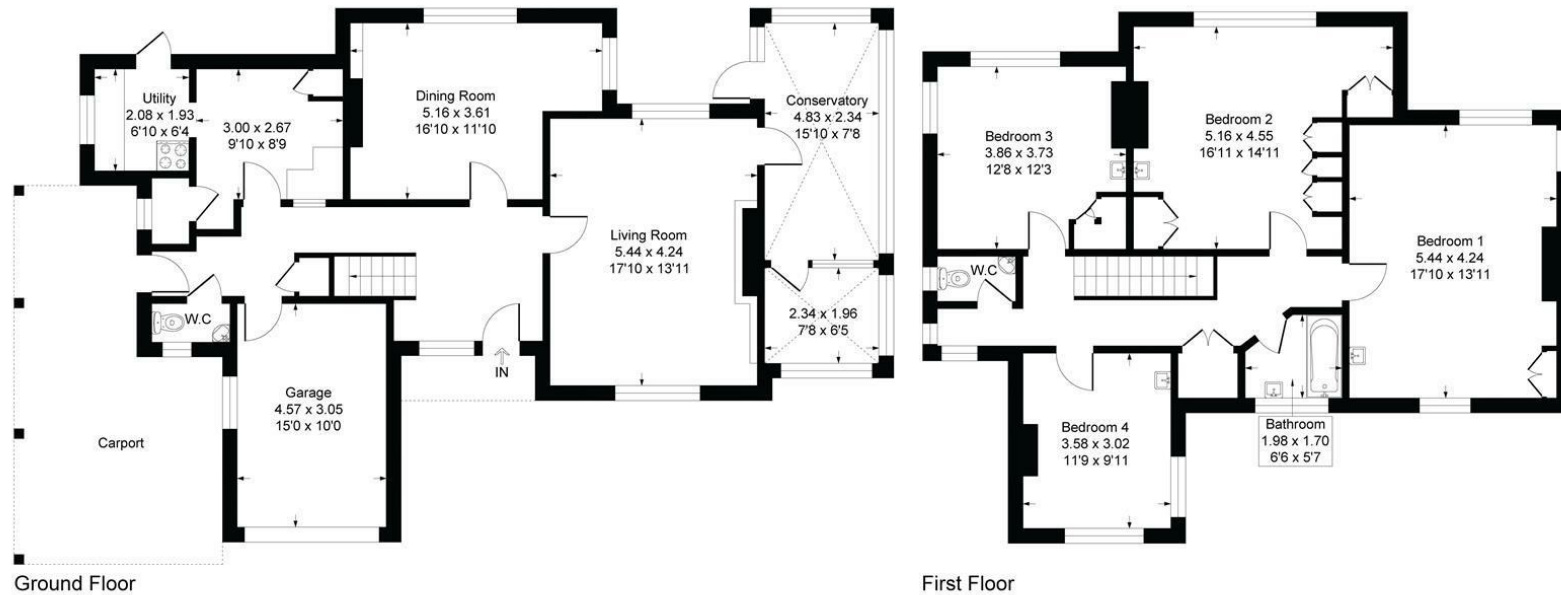 Utility
2.08 x 1.93
6'10 x 6'4
3.00 x 2.67
9'10 x 8'9
Dining Room
5.16 x 3.61
16'10 x 11'10
Conservatory
4.83 x 2.34
15'10 x 7'8
Living Room
5.44 x 4.24
17'10 x 13'11
2.34 x 1.96
7'8 x 6'5
W.C
IN
Garage
4.57 x 3.05
15'0 x 10'0
Carport
Ground Floor
Bedroom 3
3.86 x 3.73
12'8 x 12'3
Bedroom 2
5.16 x 4.55
16'11 x 14'11
Bedroom 1
5.44 x 4.24
17'10 x 13'11
W.C
Bedroom 4
3.58 x 3.02
11'9 x 9'11
Bathroom
1.98 x 1.70
6'6 x 5'7
First Floor